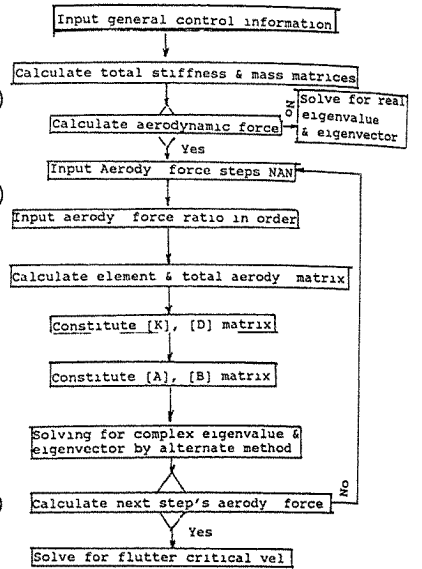 Input general control information
Calculate total stiffness & mass matrices
Calculate aerodynamic force
No
Solve for real
eigenvalue
& eigenvector
Yes
Input Aerody force steps NAN
Input aerody force ratio in order
Calculate element & total aerody matrix
Constitute [K], [D] matrix
Constitute [A], [B] matrix
Solving for complex eigenvalue &
eigenvector by alternate method
Calculate next step's aerody force
No
Yes
Solve for flutter critical vel